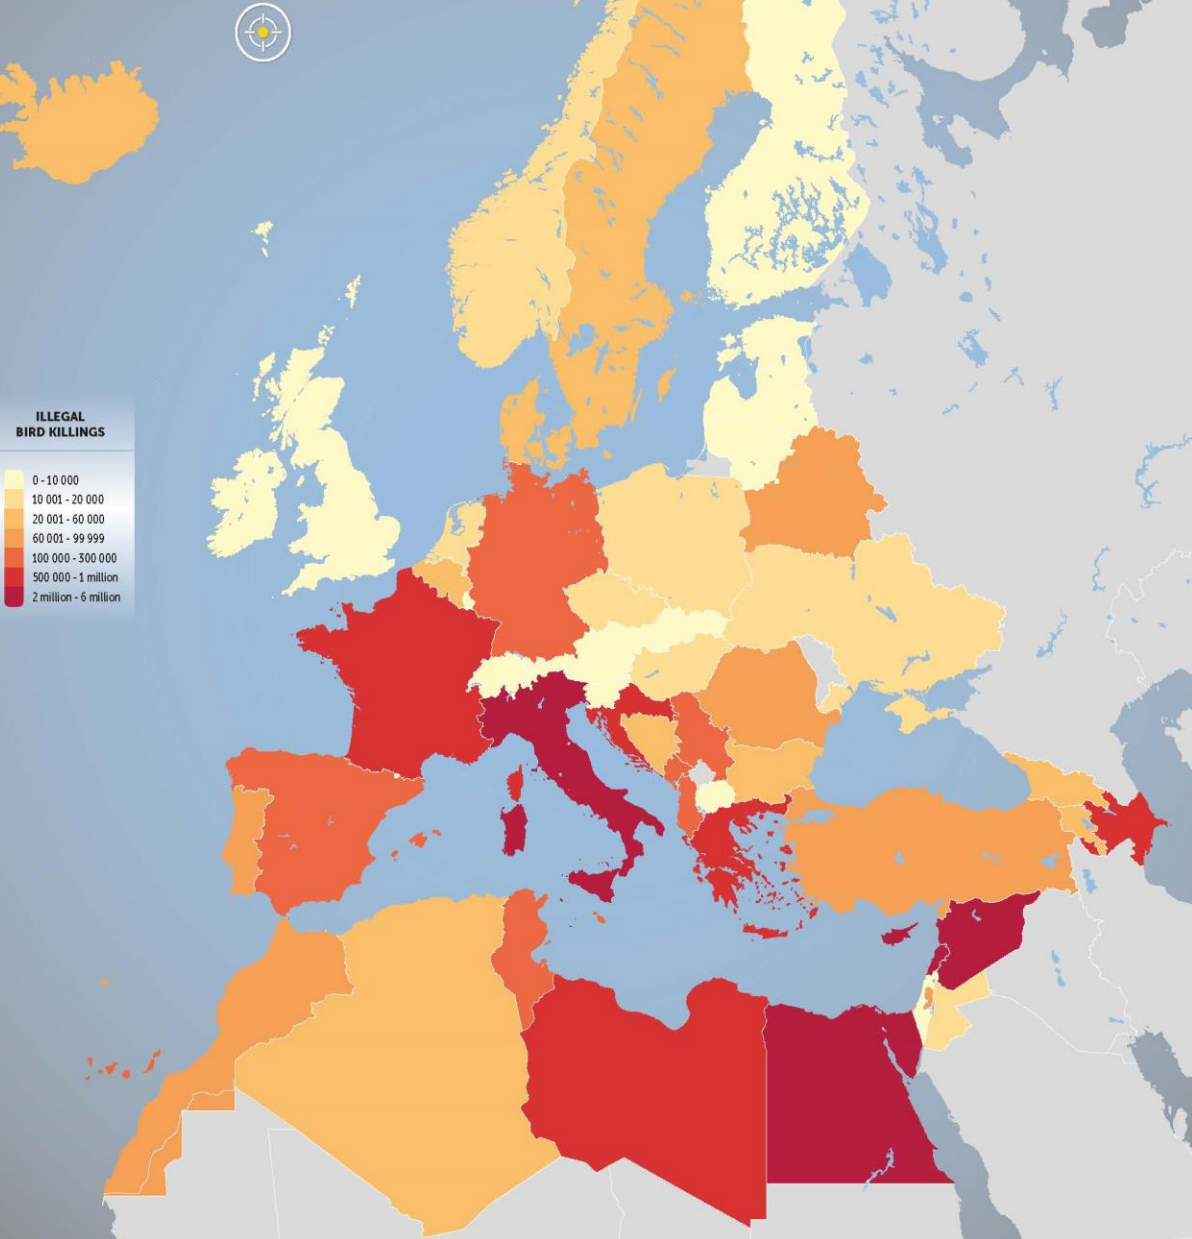 ILLEGAL
BIRD KILLINGS
0 - 10 000
10 001 - 20 000
20 001 - 60 000
60 001 - 99 999
100 000 - 300 000
500 000 - 1 million
2 million - 6 million